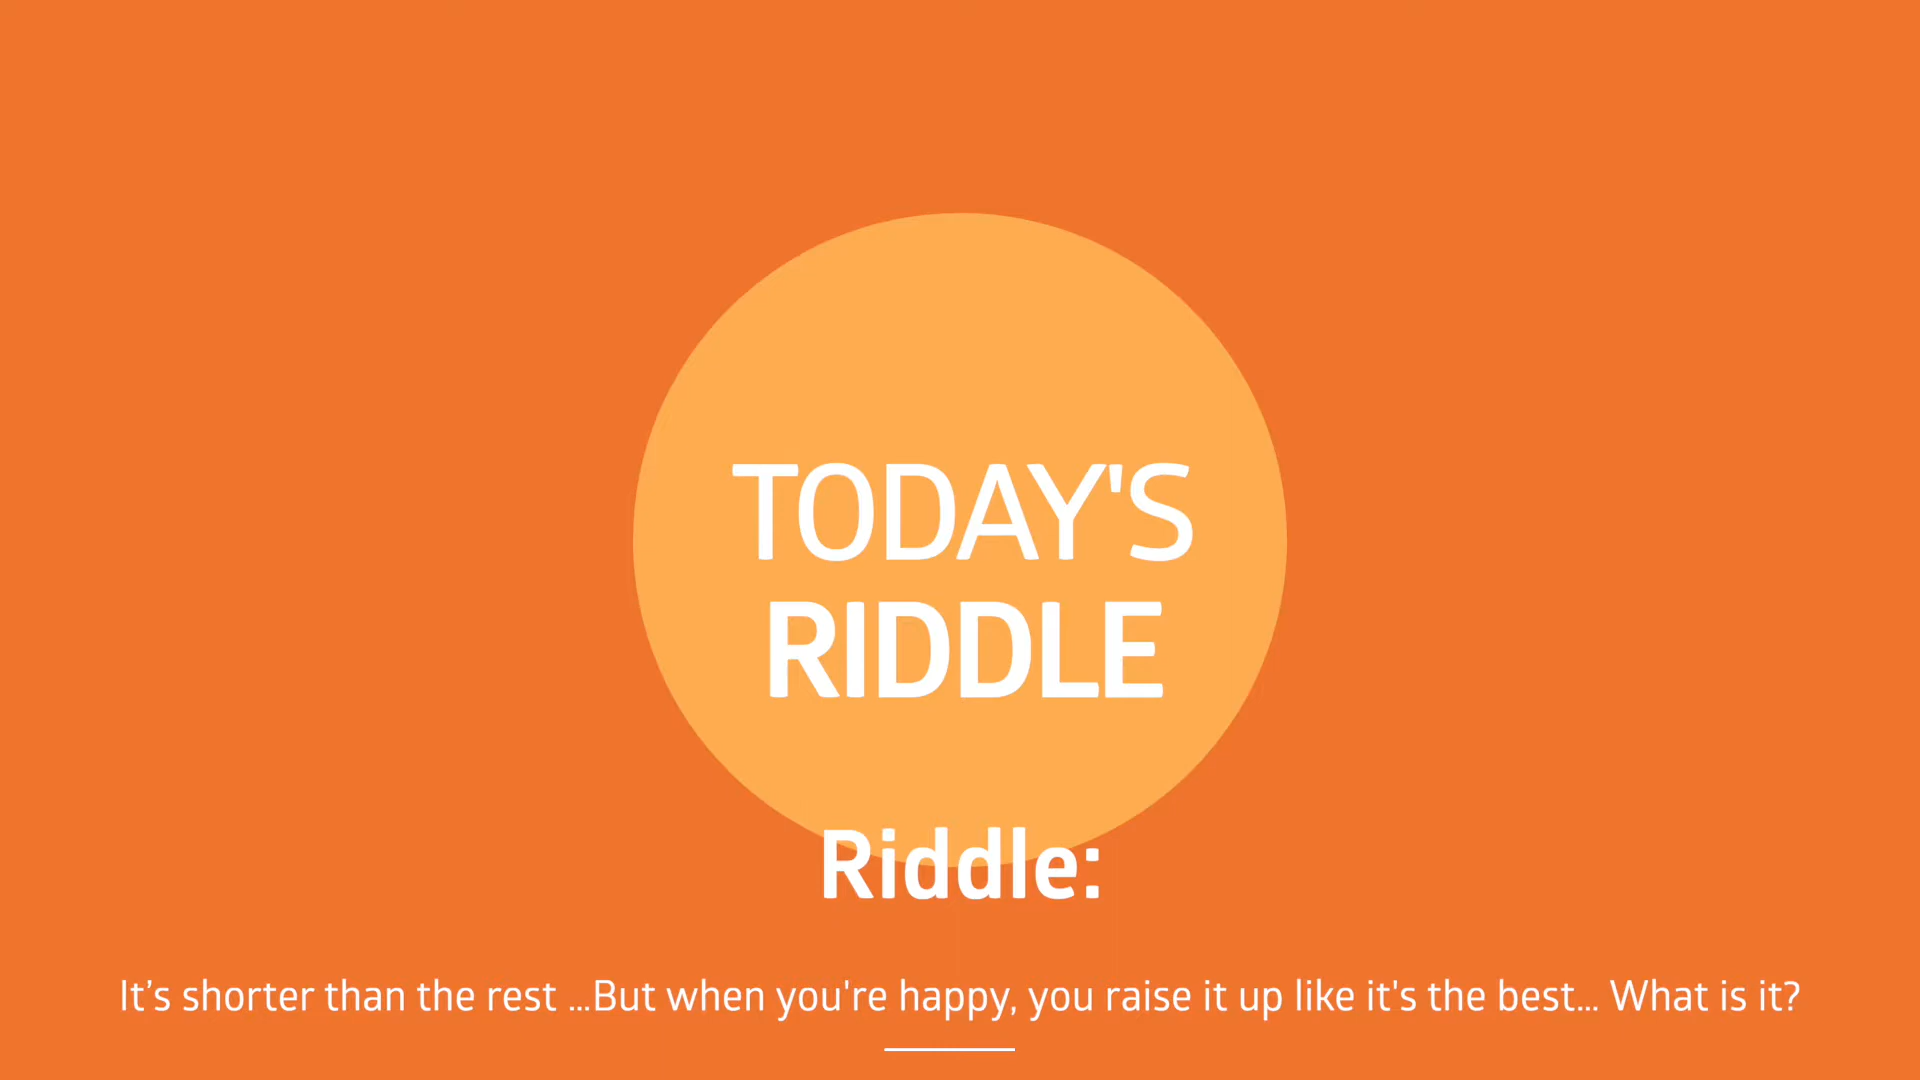 TODAY'S
RIDDLE
Riddle:
It’s shorter than the rest ...But when you're happy, you raise it up like it's the best... What is it?